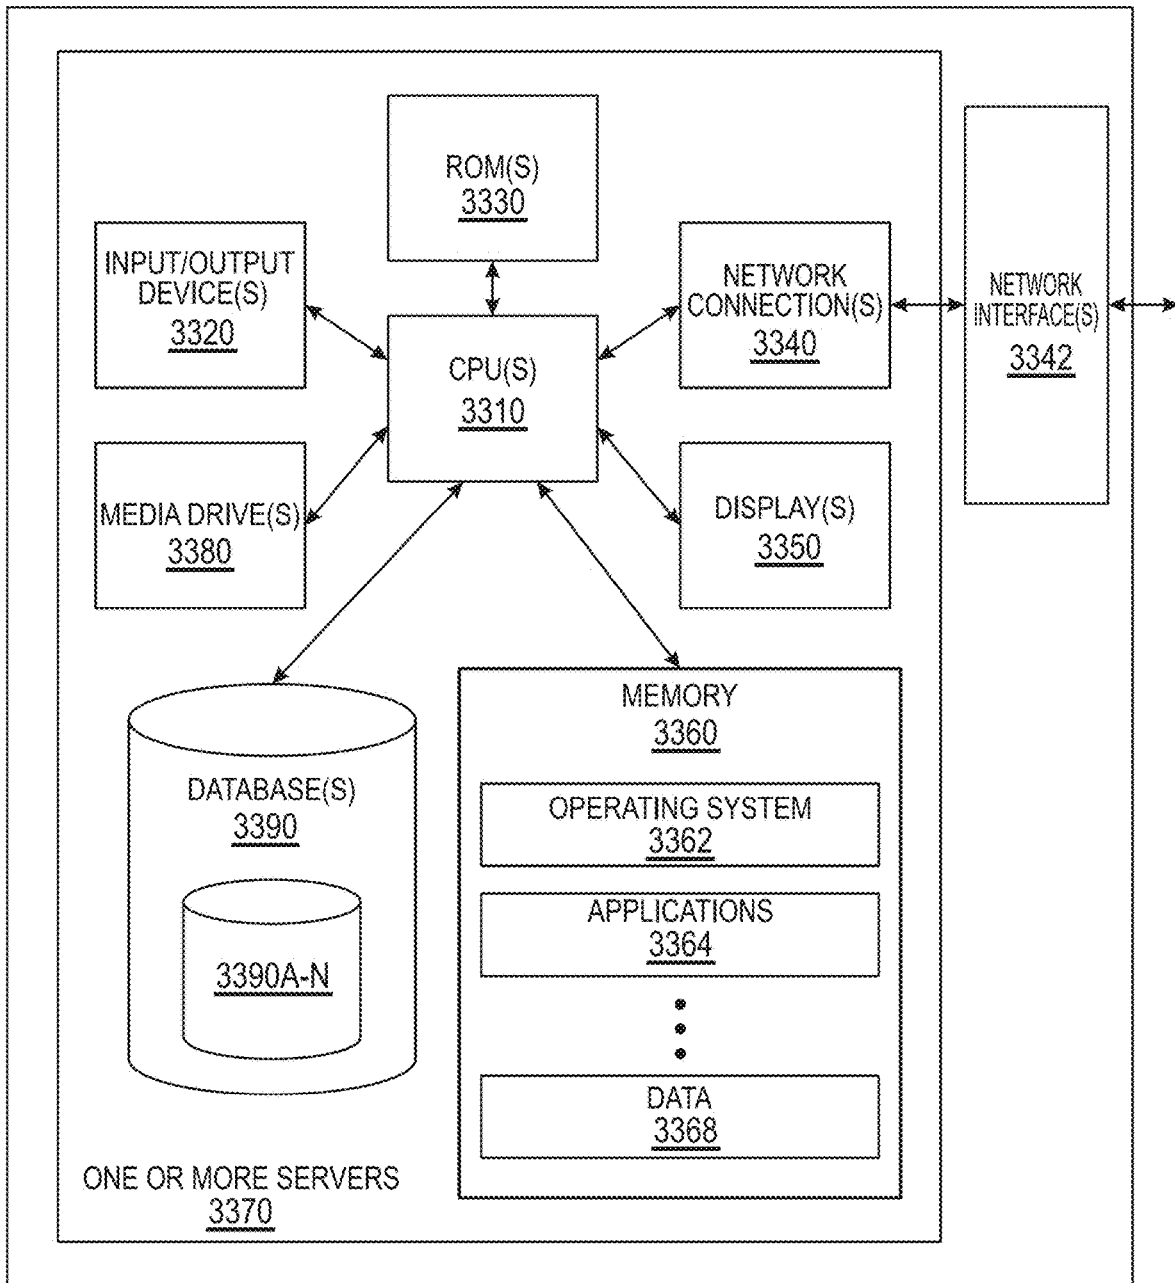 ROM(S)
3330
INPUT/OUTPUT
DEVICE(S)
3320
NETWORK
CONNECTION(S)
3340
NETWORK
INTERFACE(S)
3342
CPU(S)
3310
MEDIA DRIVE(S)
3380
DISPLAY(S)
3350
MEMORY
3360
DATABASE(S)
3390
3390A-N
OPERATING SYSTEM
3362
APPLICATIONS
3364
DATA
3368
ONE OR MORE SERVERS
3370